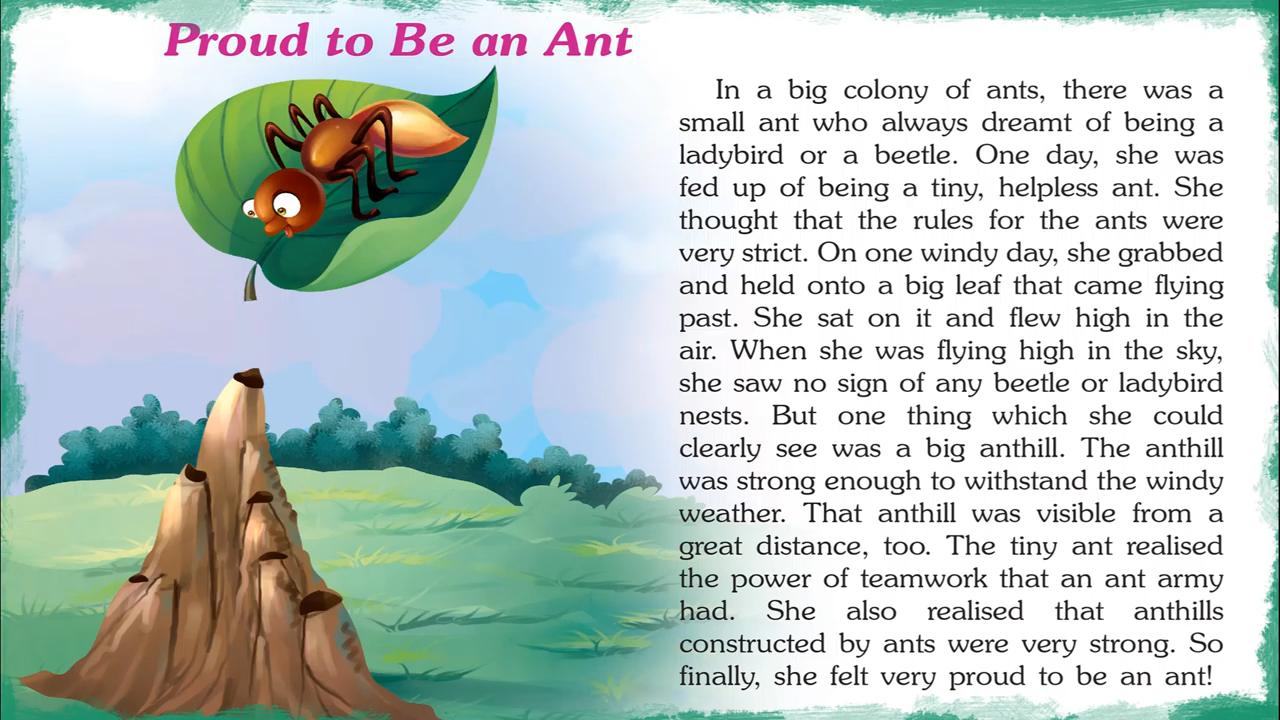 Proud to Be an Ant
In a big colony of ants, there was a
small ant who always dreamt of being a
ladybird or a beetle. One day, she was
fed up of being a tiny, helpless ant. She
thought that the rules for the ants were
very strict. On one windy day, she grabbed
and held onto a big leaf that came flying
past. She sat on it and flew high in the
air. When she was flying high in the sky,
she saw no sign of any beetle or ladybird
nests. But one thing which she could
clearly see was a big anthill. The anthill
was strong enough to withstand the windy
weather. That anthill was visible from a
great distance, too. The tiny ant realised
the power of teamwork that an ant army
had. She also realised that anthills
constructed by ants were very strong. So
finally, she felt very proud to be an ant!